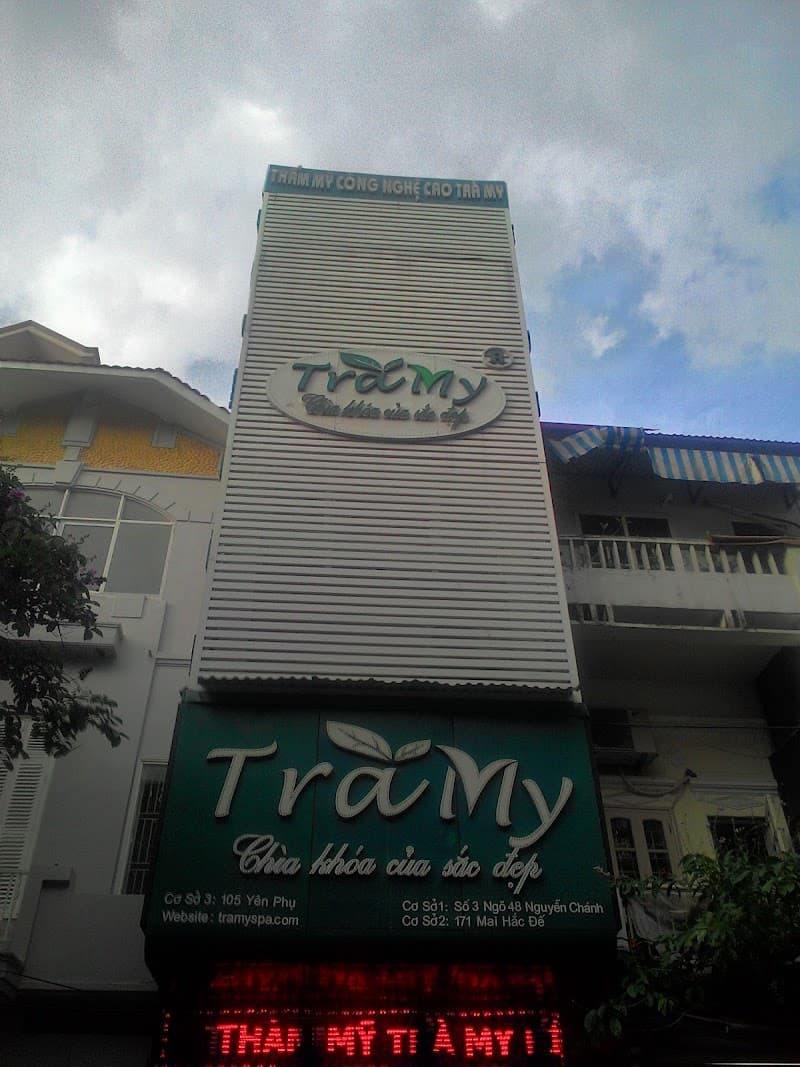 THẨM MỸ CÔNG NGHỆ CAO TRÀ MY
Trà My
R
Chìa khóa của sắc đẹp
Trà My
Chìa khóa của sắc đẹp
Cơ Sở 3: 105 Yên Phụ
Website: tramyspa.com
Cơ Sở1: Số 3 Ngõ 48 Nguyễn Chánh
Cơ Sở2: 171 Mai Hắc Đế
MỸ TRÀ MY